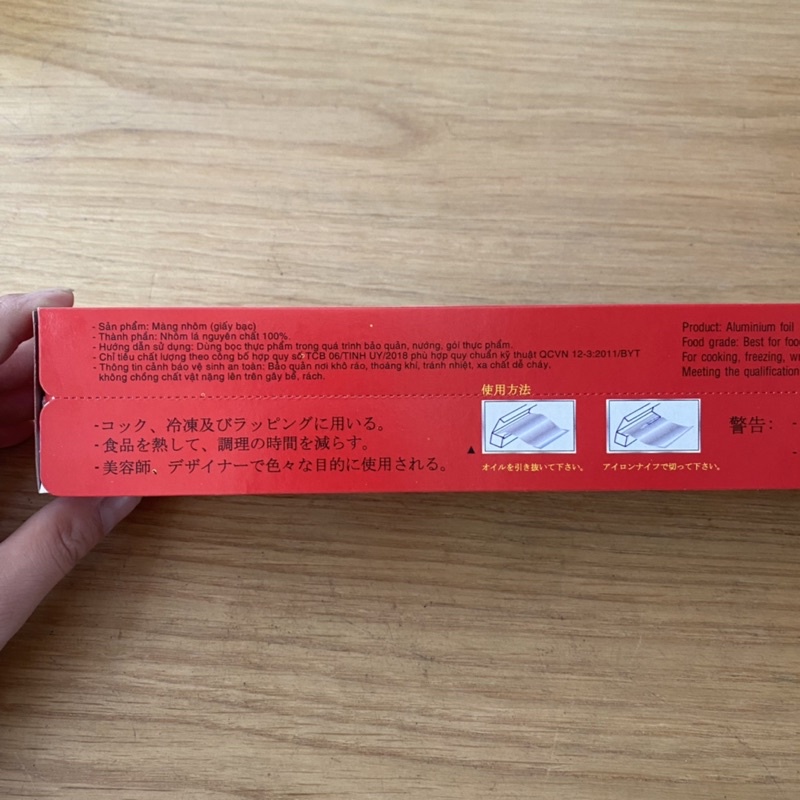 - Sản phẩm: Màng nhôm (giấy bạc)
- Thành phần: Nhôm lá nguyên chất 100%.
- Hướng dẫn sử dụng: Dùng bọc thực phẩm trong quá trình bảo quản, nướng, gói thực phẩm.
- Chỉ tiêu chất lượng theo công bố hợp quy số TCB 06/TINH UY/2018 phù hợp quy chuẩn kỹ thuật QCVN 12-3:2011/BYT
- Thông tin cảnh báo vệ sinh an toàn: Bảo quản nơi khô ráo, thoáng khí, tránh nhiệt, xa chất dễ cháy,
không chồng chất vật nặng lên trên gây bể, rách.
Product: Aluminium foil
Food grade: Best for food
For cooking, freezing, w
Meeting the qualification
-コック、冷凍及びラッピングに用いる。
-食品を熱して、調理の時間を減らす。
-美容師、デザイナーで色々な目的に使用される。
使用方法
▲
オイルを引き抜いて下さい。
アイロンナイフで切って下さい。
警告: -
-